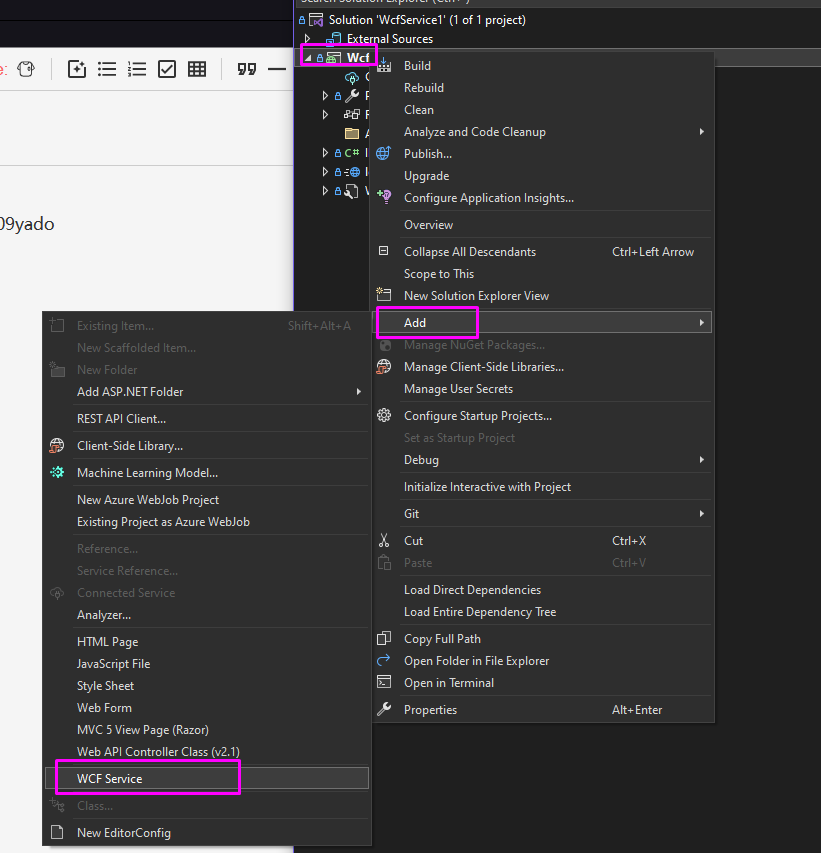 Solution 'WcfService1' (1 of 1 project)
External Sources
Wcf
09yado
Build
Rebuild
Clean
Analyze and Code Cleanup
Publish...
Upgrade
Configure Application Insights...
Overview
Collapse All Descendants Ctrl+Left Arrow
Scope to This
New Solution Explorer View
Add
Manage NuGet Packages...
Manage Client-Side Libraries...
Manage User Secrets
Configure Startup Projects...
Set as Startup Project
Debug
Initialize Interactive with Project
Git
Cut Ctrl+X
Paste Ctrl+V
Load Direct Dependencies
Load Entire Dependency Tree
Copy Full Path
Open Folder in File Explorer
Open in Terminal
Properties Alt+Enter
Existing Item... Shift+Alt+A
New Scaffolded Item...
New Folder
Add ASP.NET Folder
REST API Client...
Client-Side Library...
Machine Learning Model...
New Azure WebJob Project
Existing Project as Azure WebJob
Reference...
Service Reference...
Connected Service
Analyzer...
HTML Page
JavaScript File
Style Sheet
Web Form
MVC 5 View Page (Razor)
Web API Controller Class (v2.1)
WCF Service
Class...
New EditorConfig